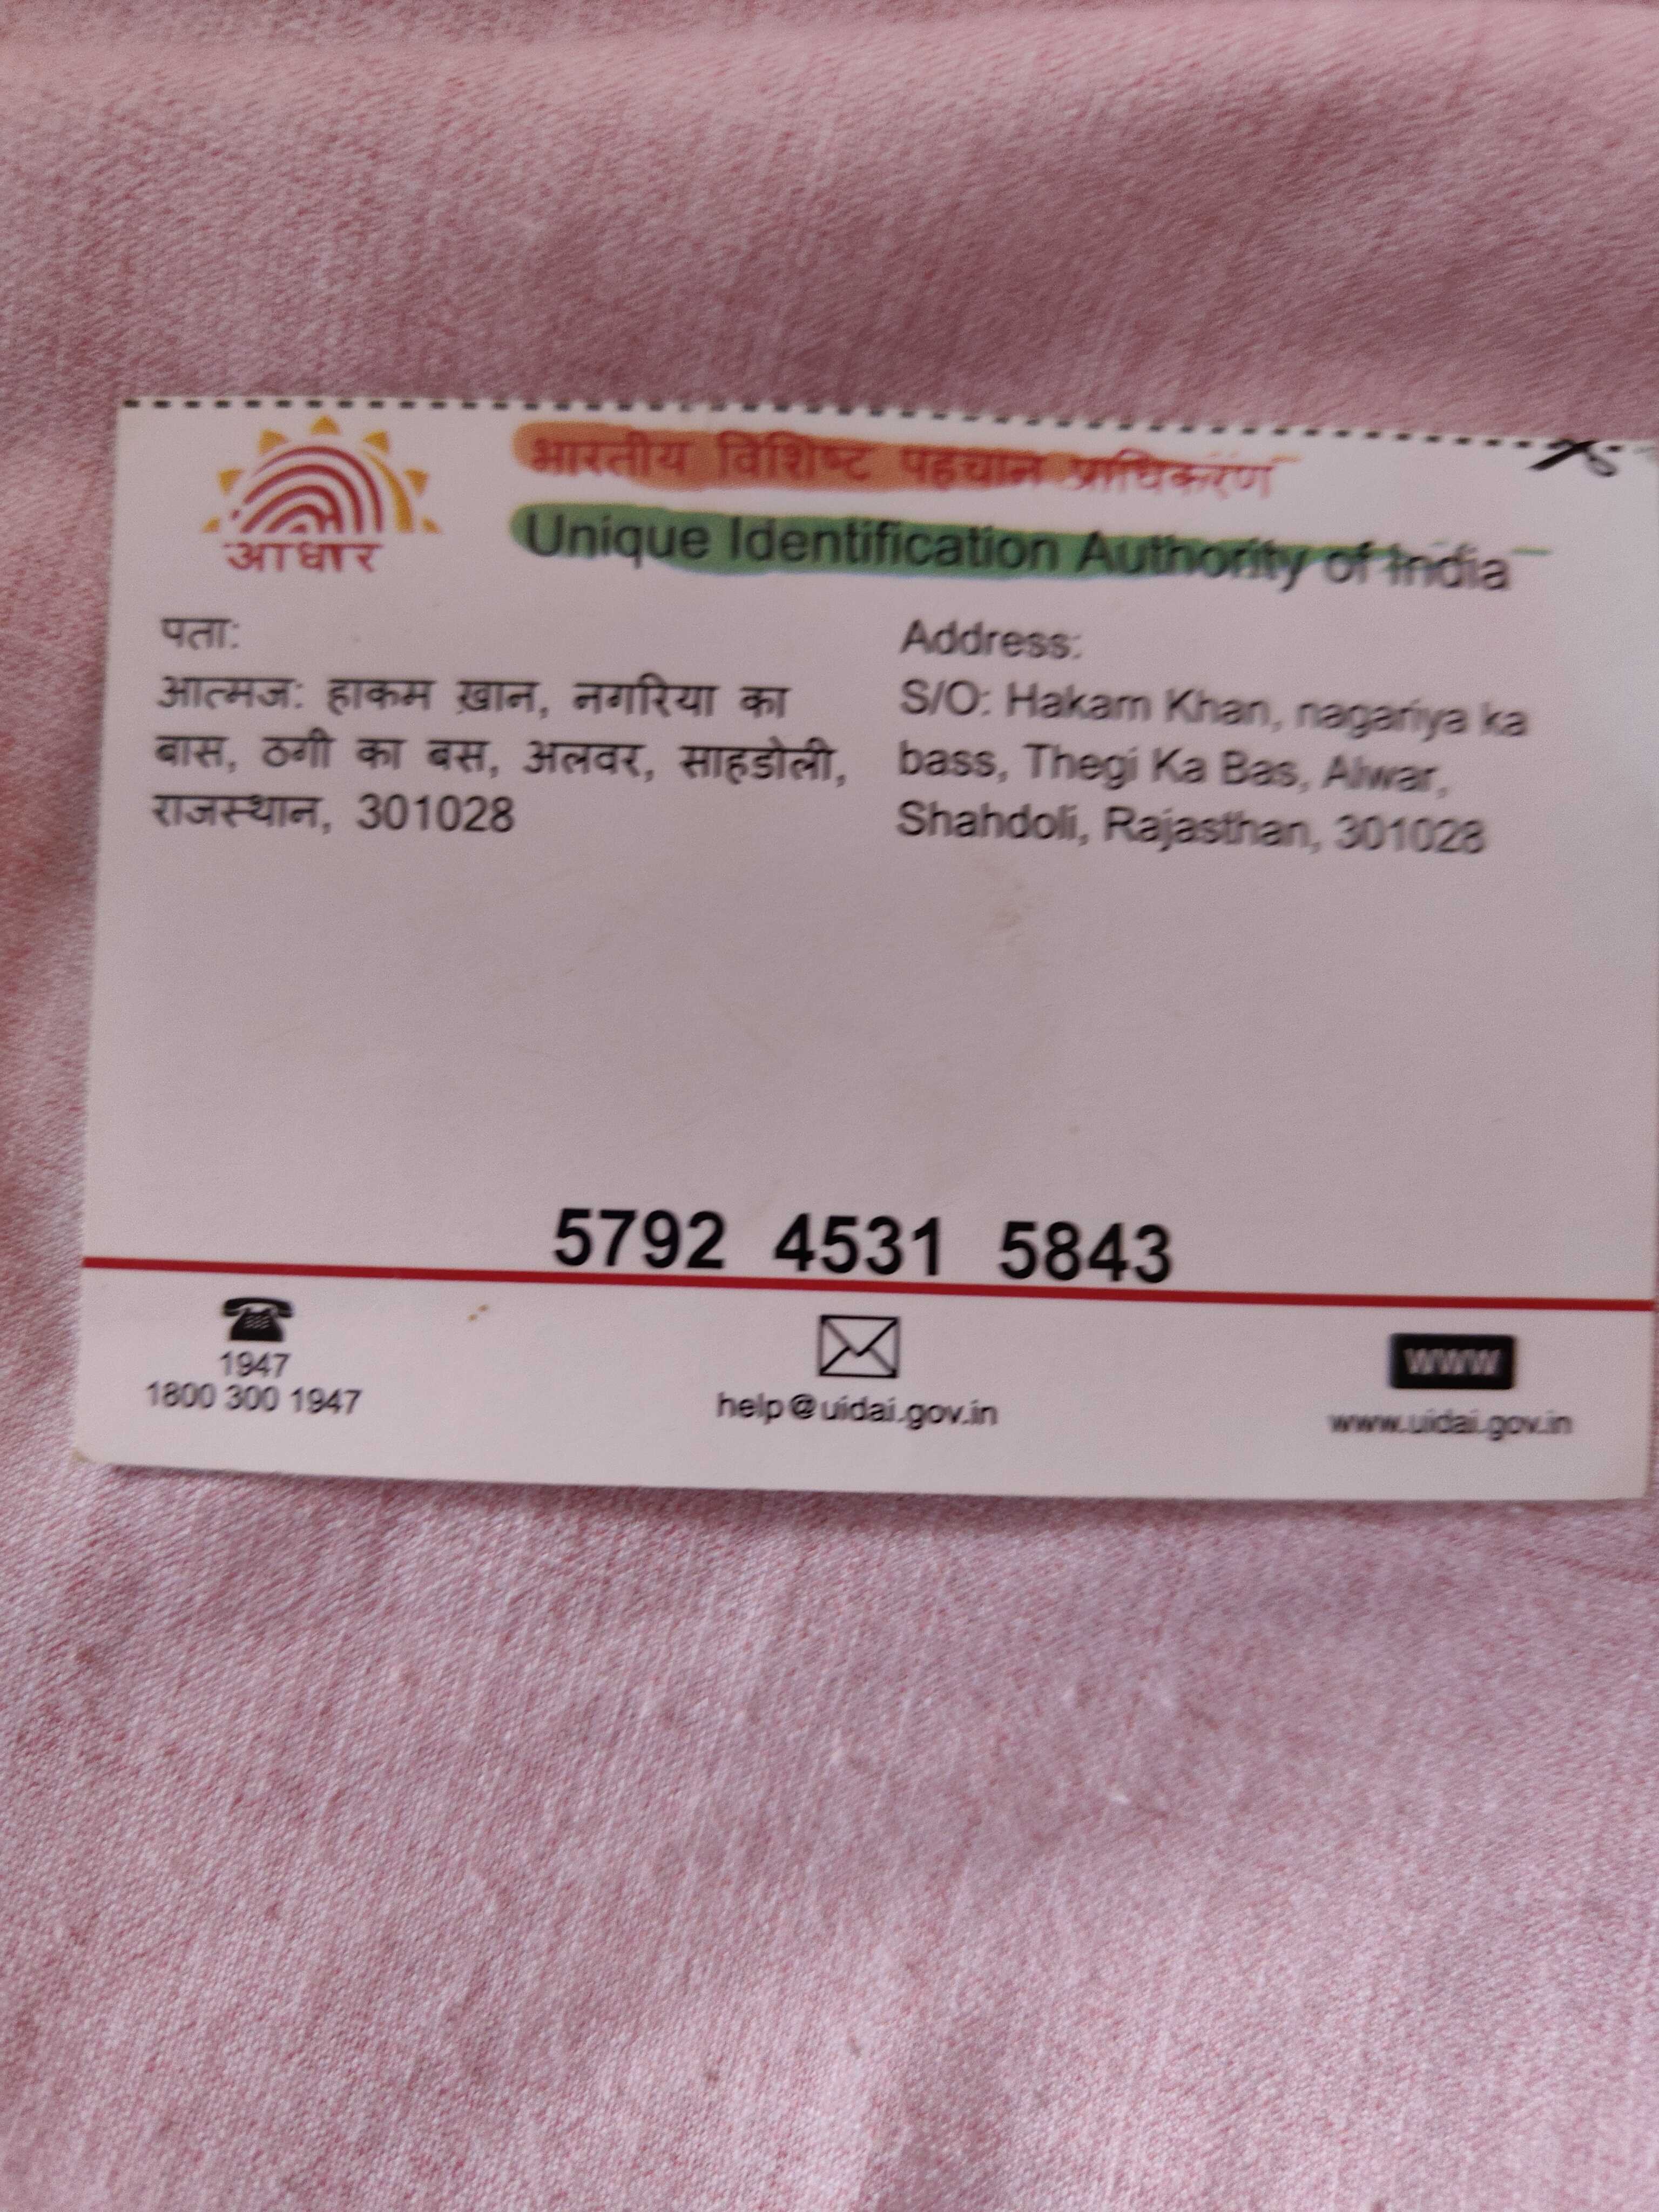 भारतीय विशिष्ट पहचान प्राधिकरण
Unique Identification Authority of India
आधार
पता:
आत्मज: हाकम ख़ान, नगरिया का
बास, ठगी का बस, अलवर, साहडोली,
राजस्थान, 301028
Address:
S/O: Hakam Khan, nagariya ka
bass, Thegi Ka Bas, Alwar,
Shahdoli, Rajasthan, 301028
5792 4531 5843
1947
1800 300 1947
help@uidai.gov.in
www
www.uidai.gov.in